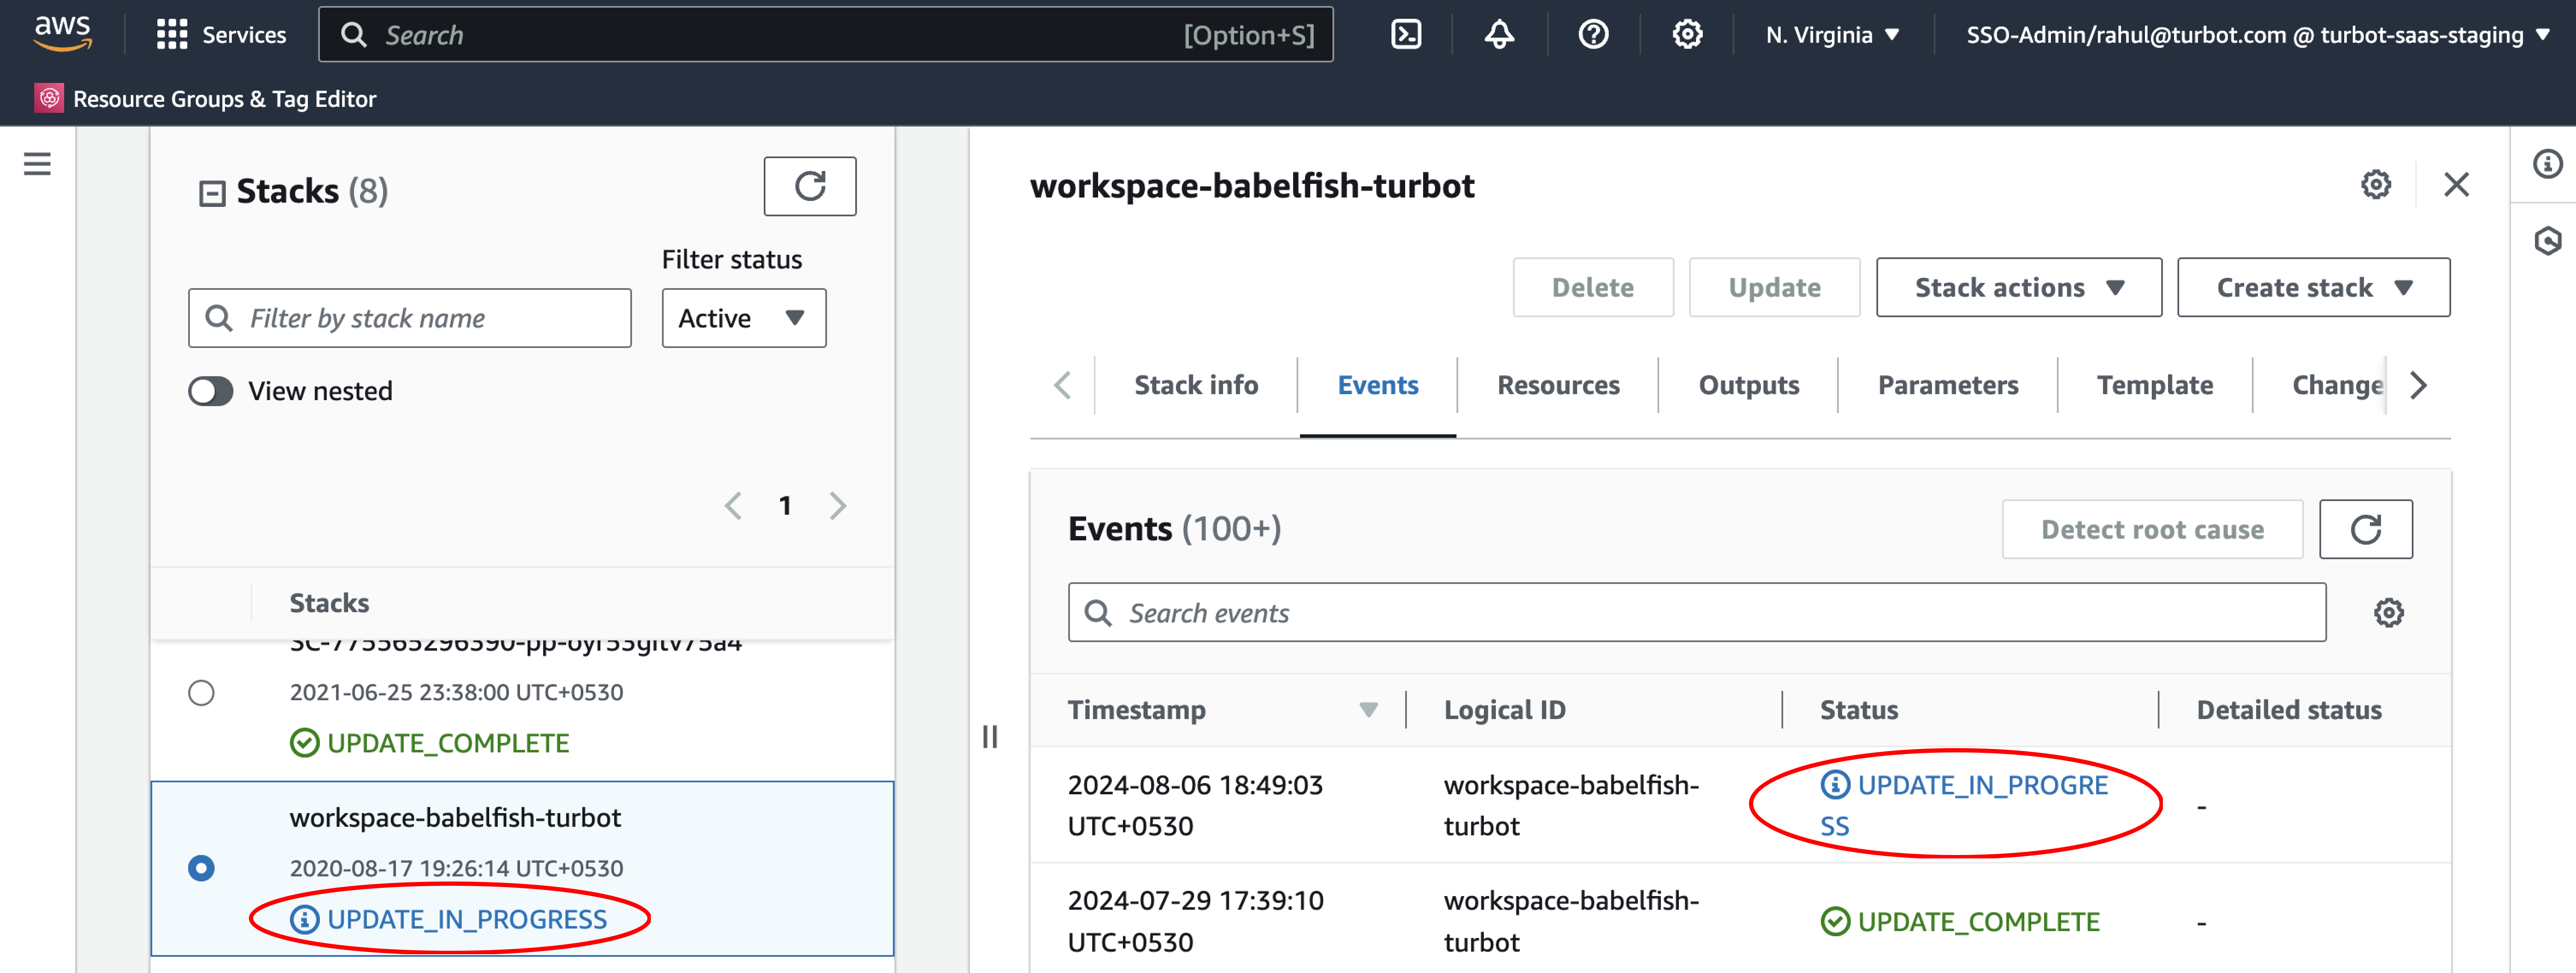 aws
Services
Search
[Option+S]
N. Virginia
SSO-Admin/rahul@turbot.com @ turbot-saas-staging
Resource Groups & Tag Editor
Stacks (8)
Filter status
Filter by stack name
Active
View nested
1
Stacks
2021-06-25 23:38:00 UTC+0530
UPDATE_COMPLETE
workspace-babelfish-turbot
2020-08-17 19:26:14 UTC+0530
UPDATE_IN_PROGRESS
workspace-babelfish-turbot
Delete
Update
Stack actions
Create stack
Stack info
Events
Resources
Outputs
Parameters
Template
Change
Events (100+)
Detect root cause
Search events
Timestamp
Logical ID
Status
Detailed status
2024-08-06 18:49:03
UTC+0530
workspace-babelfish-
turbot
UPDATE_IN_PROGRE
SS
-
2024-07-29 17:39:10
UTC+0530
workspace-babelfish-
turbot
UPDATE_COMPLETE
-